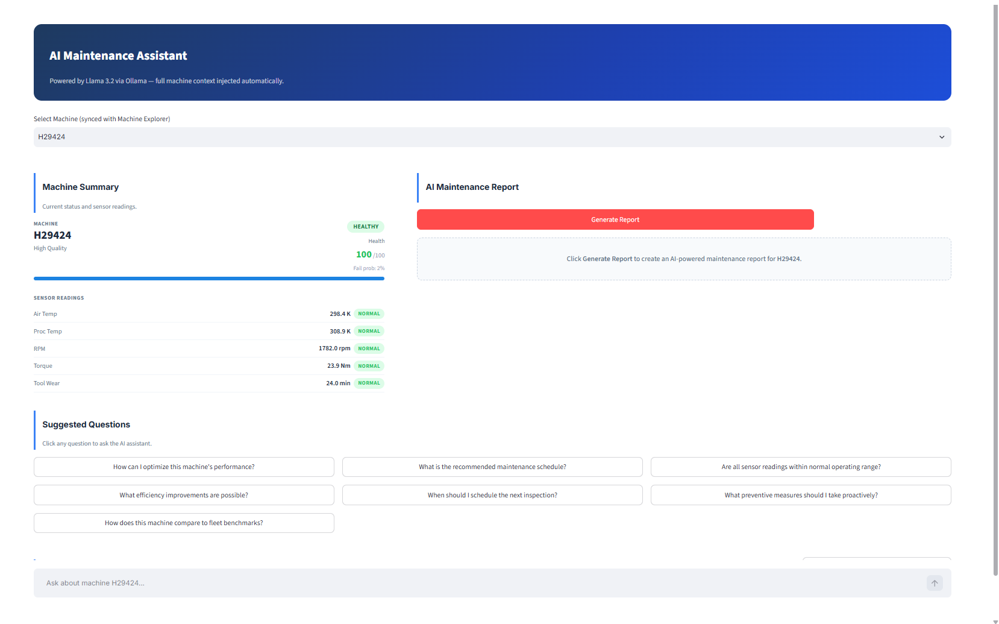 AI Maintenance Assistant
Powered by Llama 3.2 via Ollama — full machine context injected automatically.
Select Machine (synced with Machine Explorer)
H29424
Machine Summary
Current status and sensor readings.
MACHINE
H29424
High Quality
HEALTHY
Health
100 /100
Fail prob: 2%
SENSOR READINGS
Air Temp 298.4 K NORMAL
Proc Temp 308.9 K NORMAL
RPM 1782.0 rpm NORMAL
Torque 23.9 Nm NORMAL
Tool Wear 24.0 min NORMAL
AI Maintenance Report
Generate Report
Click Generate Report to create an AI-powered maintenance report for H29424.
Suggested Questions
Click any question to ask the AI assistant.
How can I optimize this machine's performance?
What is the recommended maintenance schedule?
Are all sensor readings within normal operating range?
What efficiency improvements are possible?
When should I schedule the next inspection?
What preventive measures should I take proactively?
How does this machine compare to fleet benchmarks?
Ask about machine H29424...